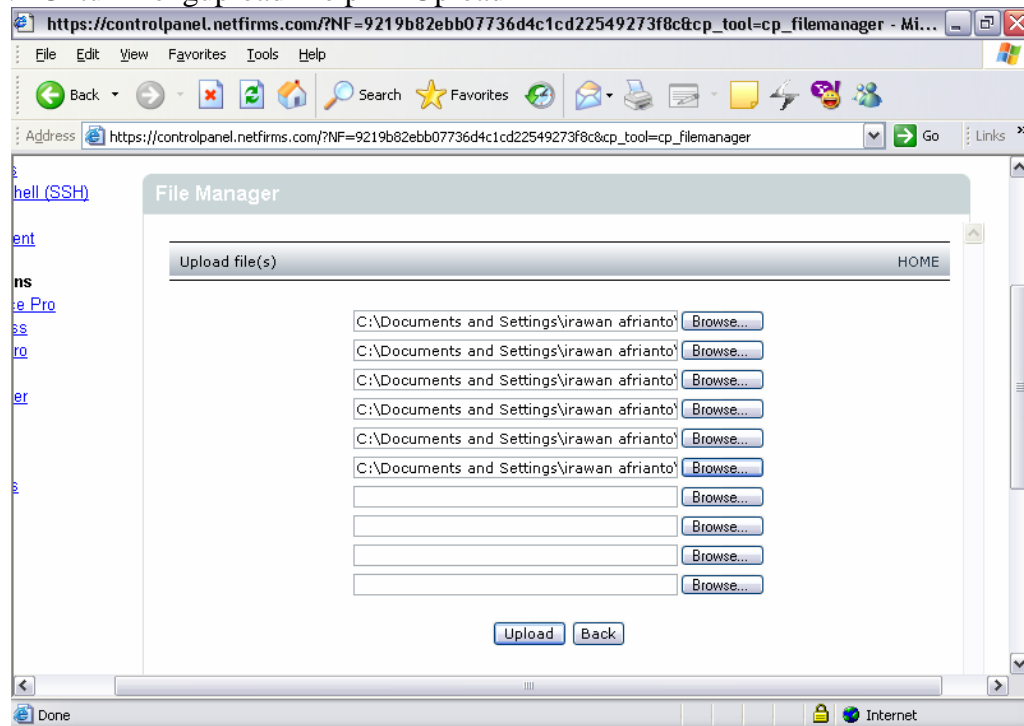 https://controlpanel.netfirms.com/?NF=9219b82ebb07736d4c1cd22549273f8c&cp_tool=cp_filemanager - Mi...
File Edit View Favorites Tools Help
Back Search Favorites
Address https://controlpanel.netfirms.com/?NF=9219b82ebb07736d4c1cd22549273f8c&cp_tool=cp_filemanager Go Links »
hell (SSH)
ent
ns
e Pro
ss
ro
er
s
File Manager
Upload file(s) HOME
C:\Documents and Settings\irawan afrianto\ Browse...
C:\Documents and Settings\irawan afrianto\ Browse...
C:\Documents and Settings\irawan afrianto\ Browse...
C:\Documents and Settings\irawan afrianto\ Browse...
C:\Documents and Settings\irawan afrianto\ Browse...
C:\Documents and Settings\irawan afrianto\ Browse...
Browse...
Browse...
Browse...
Browse...
Upload Back
Done Internet